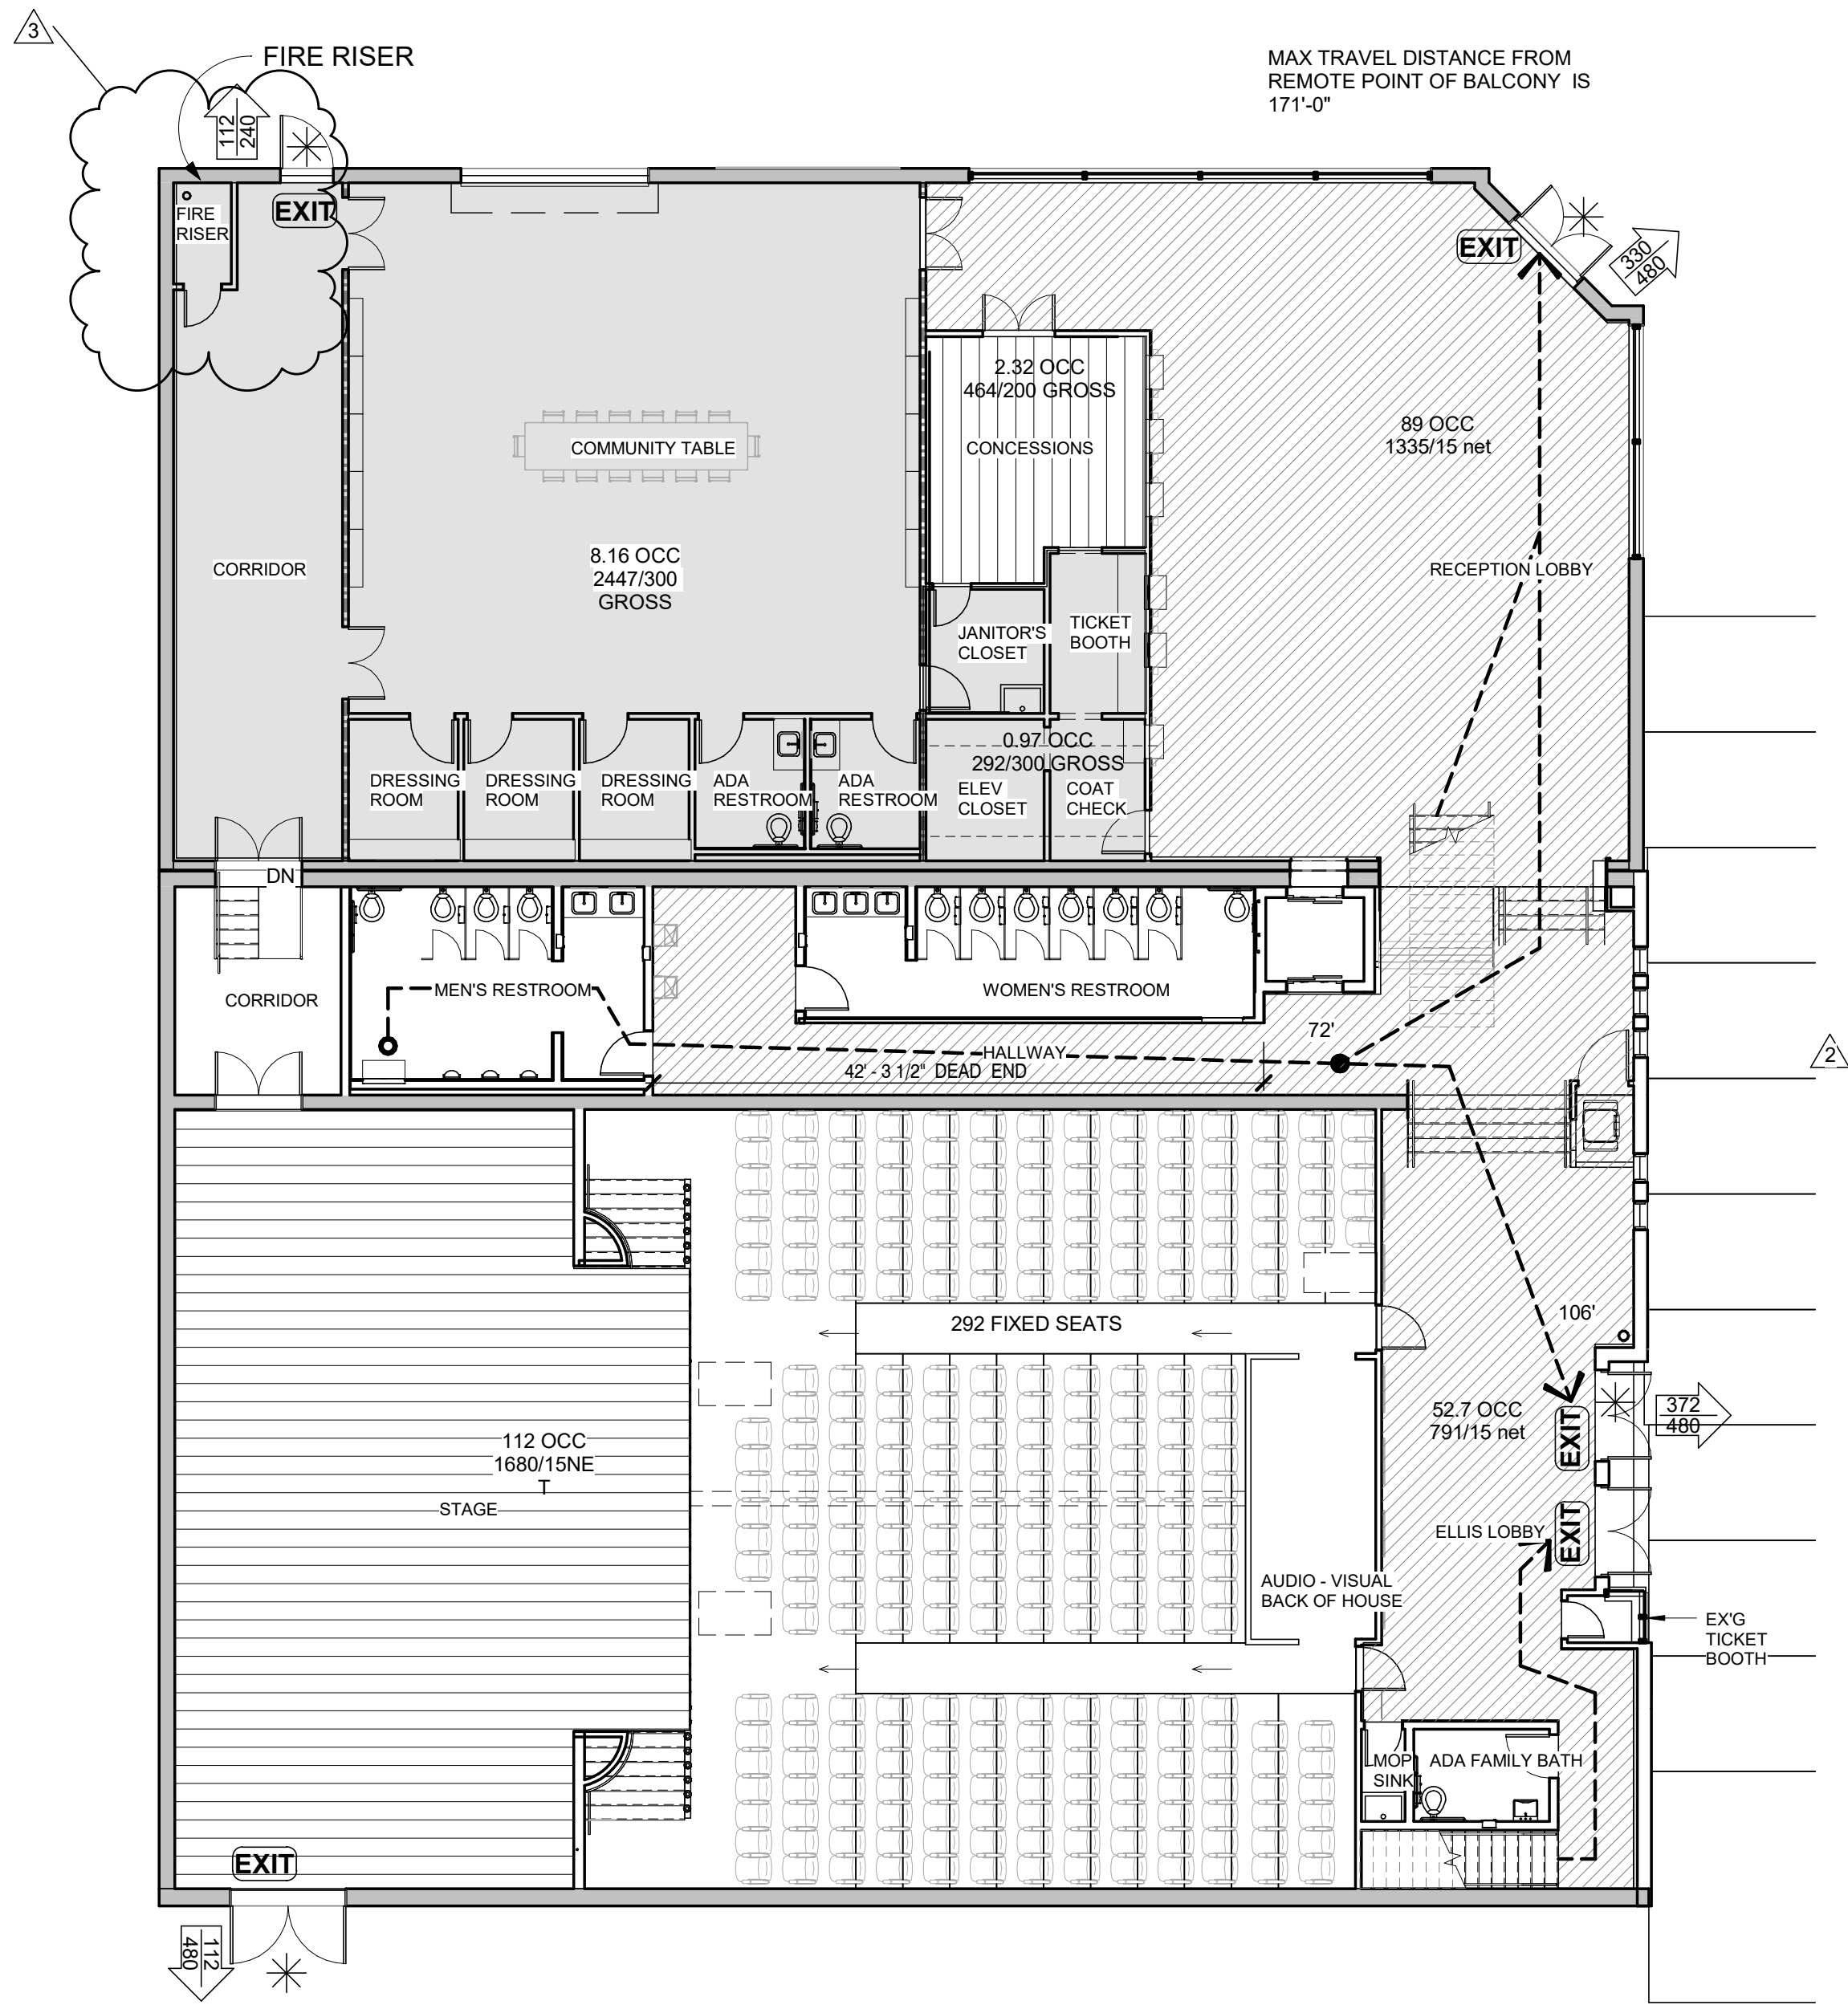 3
FIRE RISER
MAX TRAVEL DISTANCE FROM
REMOTE POINT OF BALCONY IS
171'-0"
112
240
EXIT
FIRE
RISER
EXIT
330
480
2.32 OCC
464/200 GROSS
CONCESSIONS
89 OCC
1335/15 net
COMMUNITY TABLE
8.16 OCC
2447/300
GROSS
CORRIDOR
RECEPTION LOBBY
JANITOR'S
CLOSET
TICKET
BOOTH
0.97 OCC
292/300 GROSS
DRESSING
ROOM
DRESSING
ROOM
DRESSING
ROOM
ADA
RESTROOM
ADA
RESTROOM
ELEV
CLOSET
COAT
CHECK
DN
CORRIDOR
MEN'S RESTROOM
WOMEN'S RESTROOM
72'
HALLWAY
42' - 3 1/2" DEAD END
2
292 FIXED SEATS
106'
112 OCC
1680/15NE
T
STAGE
52.7 OCC
791/15 net
EXIT
372
480
ELLIS LOBBY
EXIT
AUDIO - VISUAL
BACK OF HOUSE
EX'G
TICKET
BOOTH
MOP
SINK
ADA FAMILY BATH
EXIT
112
480